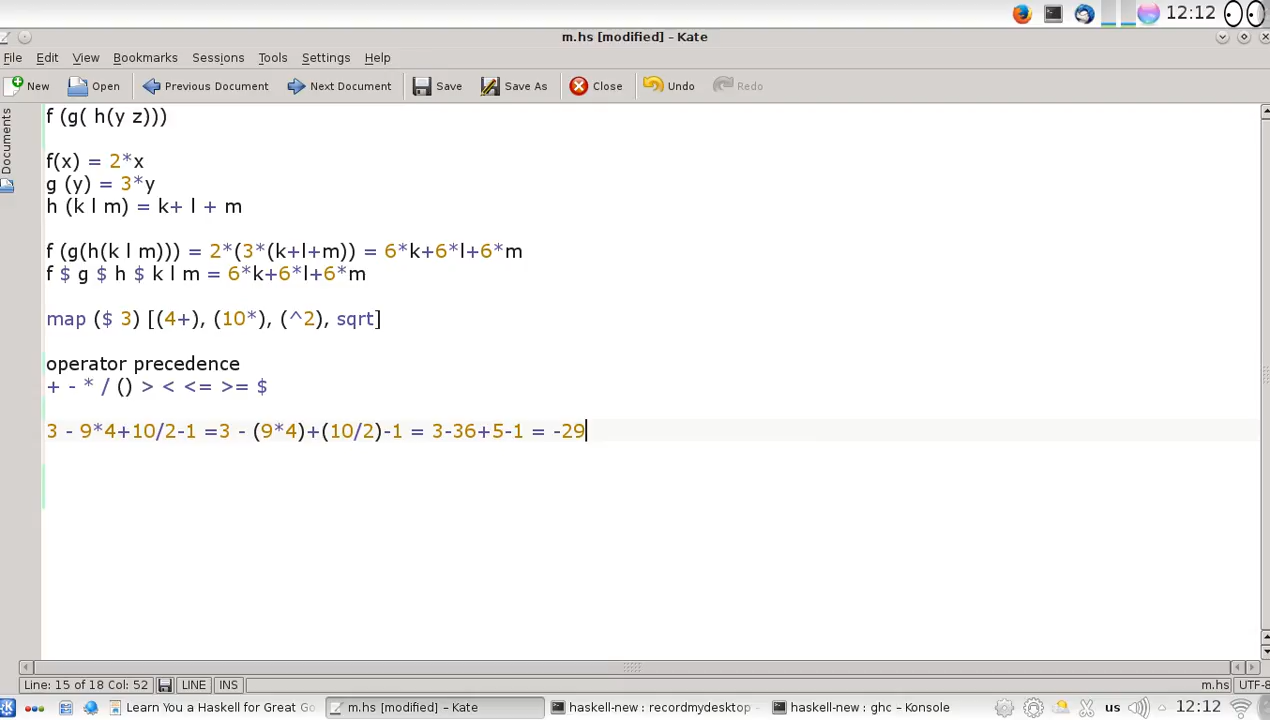 12:12
m.hs [modified] – Kate
File Edit View Bookmarks Sessions Tools Settings Help
New Open Previous Document Next Document Save Save As Close Undo Redo
Documents
f (g( h(y z)))
f(x) = 2*x
g (y) = 3*y
h (k l m) = k+ l + m
f (g(h(k l m))) = 2*(3*(k+l+m)) = 6*k+6*l+6*m
f $ g $ h $ k l m = 6*k+6*l+6*m
map ($ 3) [(4+), (10*), (^2), sqrt]
operator precedence
+ - * / () > < <= >= $
3 - 9*4+10/2-1 =3 - (9*4)+(10/2)-1 = 3-36+5-1 = -29
Line: 15 of 18 Col: 52 LINE INS m.hs UTF-8
Learn You a Haskell for Great Go m.hs [modified] – Kate haskell-new : recordmydesktop haskell-new : ghc – Konsole us 12:12